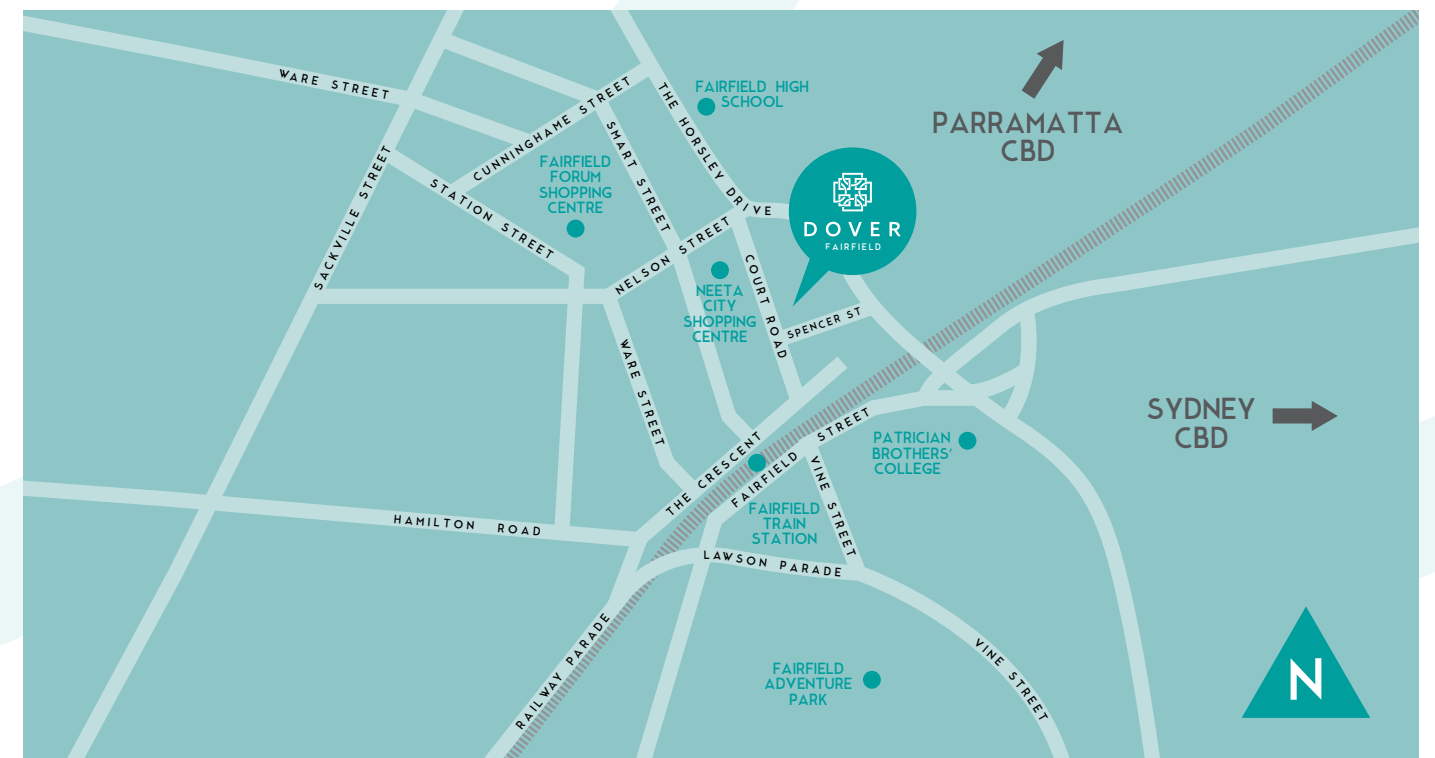 WARE STREET
CUNNINGHAME STREET
THE HORSLEY DRIVE
FAIRFIELD HIGH
SCHOOL
PARRAMATTA
CBD
SMART STREET
FAIRFIELD
FORUM
SHOPPING
CENTRE
STATION STREET
SACKVILLE STREET
DOVER
FAIRFIELD
NELSON STREET
COURT ROAD
NEETA
CITY
SHOPPING
CENTRE
SPENCER ST
WARE STREET
SYDNEY
CBD
THE CRESCENT
FAIRFIELD STREET
PATRICIAN
BROTHERS'
COLLEGE
VINE STREET
HAMILTON ROAD
FAIRFIELD
TRAIN
STATION
LAWSON PARADE
RAILWAY PARADE
FAIRFIELD
ADVENTURE
PARK
VINE STREET
N